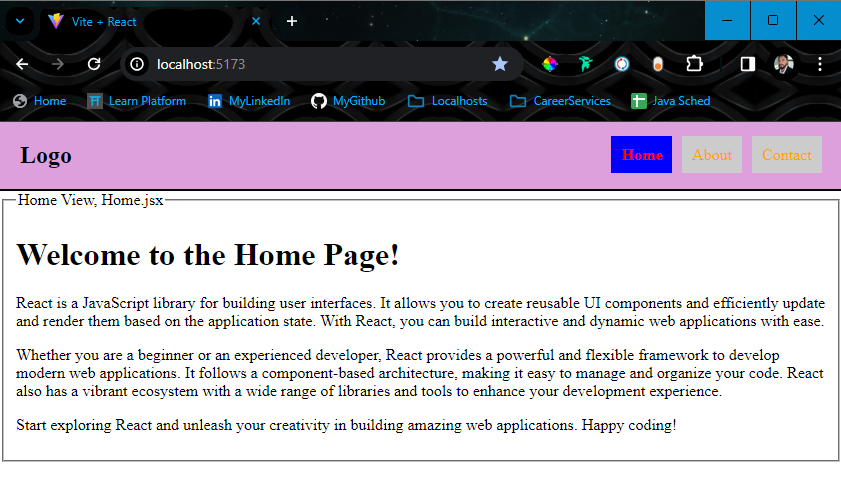 Vite + React
localhost:5173
Home Learn Platform MyLinkedIn MyGithub Localhosts CareerServices Java Sched
Logo Home About Contact
Home View, Home.jsx
Welcome to the Home Page!
React is a JavaScript library for building user interfaces. It allows you to create reusable UI components and efficiently update
and render them based on the application state. With React, you can build interactive and dynamic web applications with ease.
Whether you are a beginner or an experienced developer, React provides a powerful and flexible framework to develop
modern web applications. It follows a component-based architecture, making it easy to manage and organize your code. React
also has a vibrant ecosystem with a wide range of libraries and tools to enhance your development experience.
Start exploring React and unleash your creativity in building amazing web applications. Happy coding!